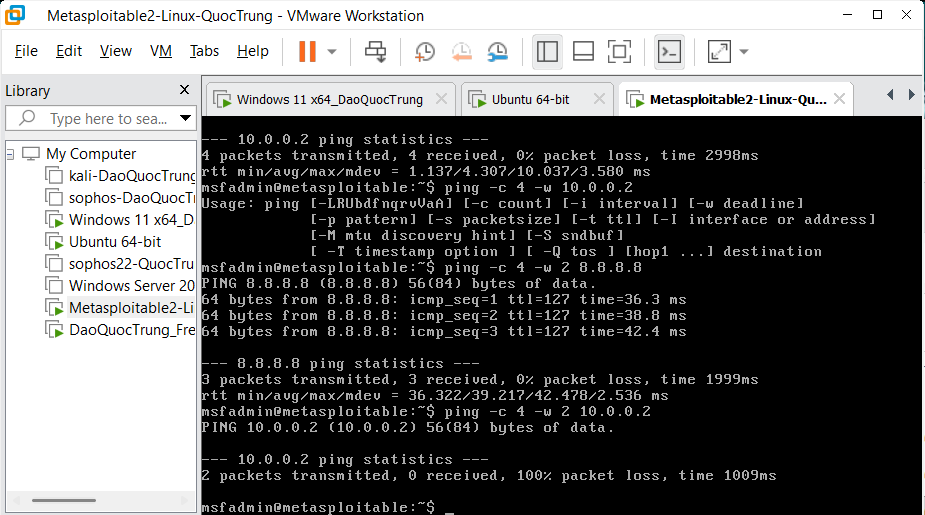 Metasploitable2-Linux-QuocTrung - VMware Workstation
File Edit View VM Tabs Help
Library
Type here to sea...
My Computer
kali-DaoQuocTrung
sophos-DaoQuocT
Windows 11 x64_D
Ubuntu 64-bit
sophos22-QuocTru
Windows Server 20
Metasploitable2-Li
DaoQuocTrung_Fre
Windows 11 x64_DaoQuocTrung
Ubuntu 64-bit
Metasploitable2-Linux-Qu...
--- 10.0.0.2 ping statistics ---
4 packets transmitted, 4 received, 0% packet loss, time 2998ms
rtt min/avg/max/mdev = 1.137/4.307/10.037/3.580 ms
msfadmin@metasploitable:~$ ping -c 4 -w 10.0.0.2
Usage: ping [-LRUbdfnqrvVaA] [-c count] [-i interval] [-w deadline]
[-p pattern] [-s packetsize] [-t ttl] [-I interface or address]
[-M mtu discovery hint] [-S sndbuf]
[ -T timestamp option ] [ -Q tos ] [hop1 ...] destination
msfadmin@metasploitable:~$ ping -c 4 -w 2 8.8.8.8
PING 8.8.8.8 (8.8.8.8) 56(84) bytes of data.
64 bytes from 8.8.8.8: icmp_seq=1 ttl=127 time=36.3 ms
64 bytes from 8.8.8.8: icmp_seq=2 ttl=127 time=38.8 ms
64 bytes from 8.8.8.8: icmp_seq=3 ttl=127 time=42.4 ms
--- 8.8.8.8 ping statistics ---
3 packets transmitted, 3 received, 0% packet loss, time 1999ms
rtt min/avg/max/mdev = 36.322/39.217/42.478/2.536 ms
msfadmin@metasploitable:~$ ping -c 4 -w 2 10.0.0.2
PING 10.0.0.2 (10.0.0.2) 56(84) bytes of data.
--- 10.0.0.2 ping statistics ---
2 packets transmitted, 0 received, 100% packet loss, time 1009ms
msfadmin@metasploitable:~$ _